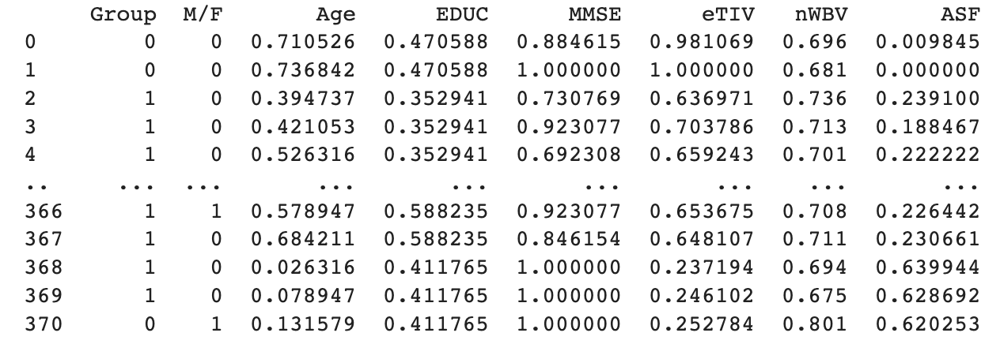 Group M/F Age EDUC MMSE eTIV nWBV ASF
0 0 0 0.710526 0.470588 0.884615 0.981069 0.696 0.009845
1 0 0 0.736842 0.470588 1.000000 1.000000 0.681 0.000000
2 1 0 0.394737 0.352941 0.730769 0.636971 0.736 0.239100
3 1 0 0.421053 0.352941 0.923077 0.703786 0.713 0.188467
4 1 0 0.526316 0.352941 0.692308 0.659243 0.701 0.222222
.. ... ... ... ... ... ... ... ...
366 1 1 0.578947 0.588235 0.923077 0.653675 0.708 0.226442
367 1 0 0.684211 0.588235 0.846154 0.648107 0.711 0.230661
368 1 0 0.026316 0.411765 1.000000 0.237194 0.694 0.639944
369 1 0 0.078947 0.411765 1.000000 0.246102 0.675 0.628692
370 0 1 0.131579 0.411765 1.000000 0.252784 0.801 0.620253